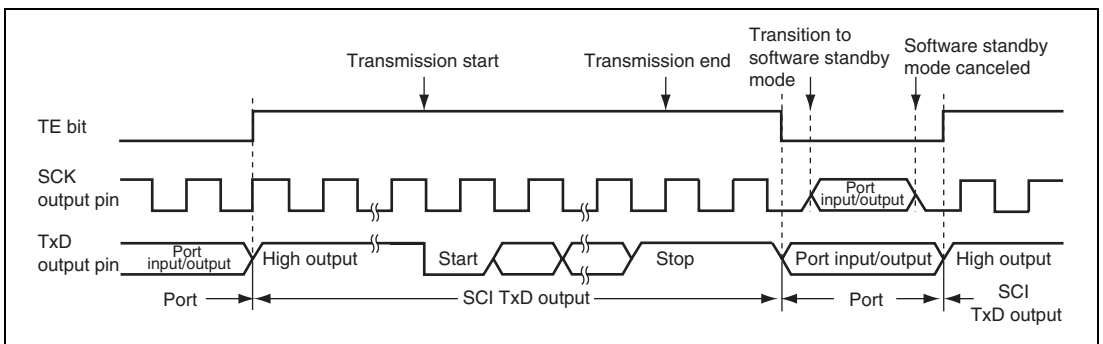 Transmission start
Transmission end
Transition to
software standby
mode
Software standby
mode canceled
TE bit
SCK
output pin
Port
input/output
TxD
output pin
Port
input/output
High output
Start
Stop
Port input/output
High output
Port
SCI TxD output
Port
SCI
TxD output